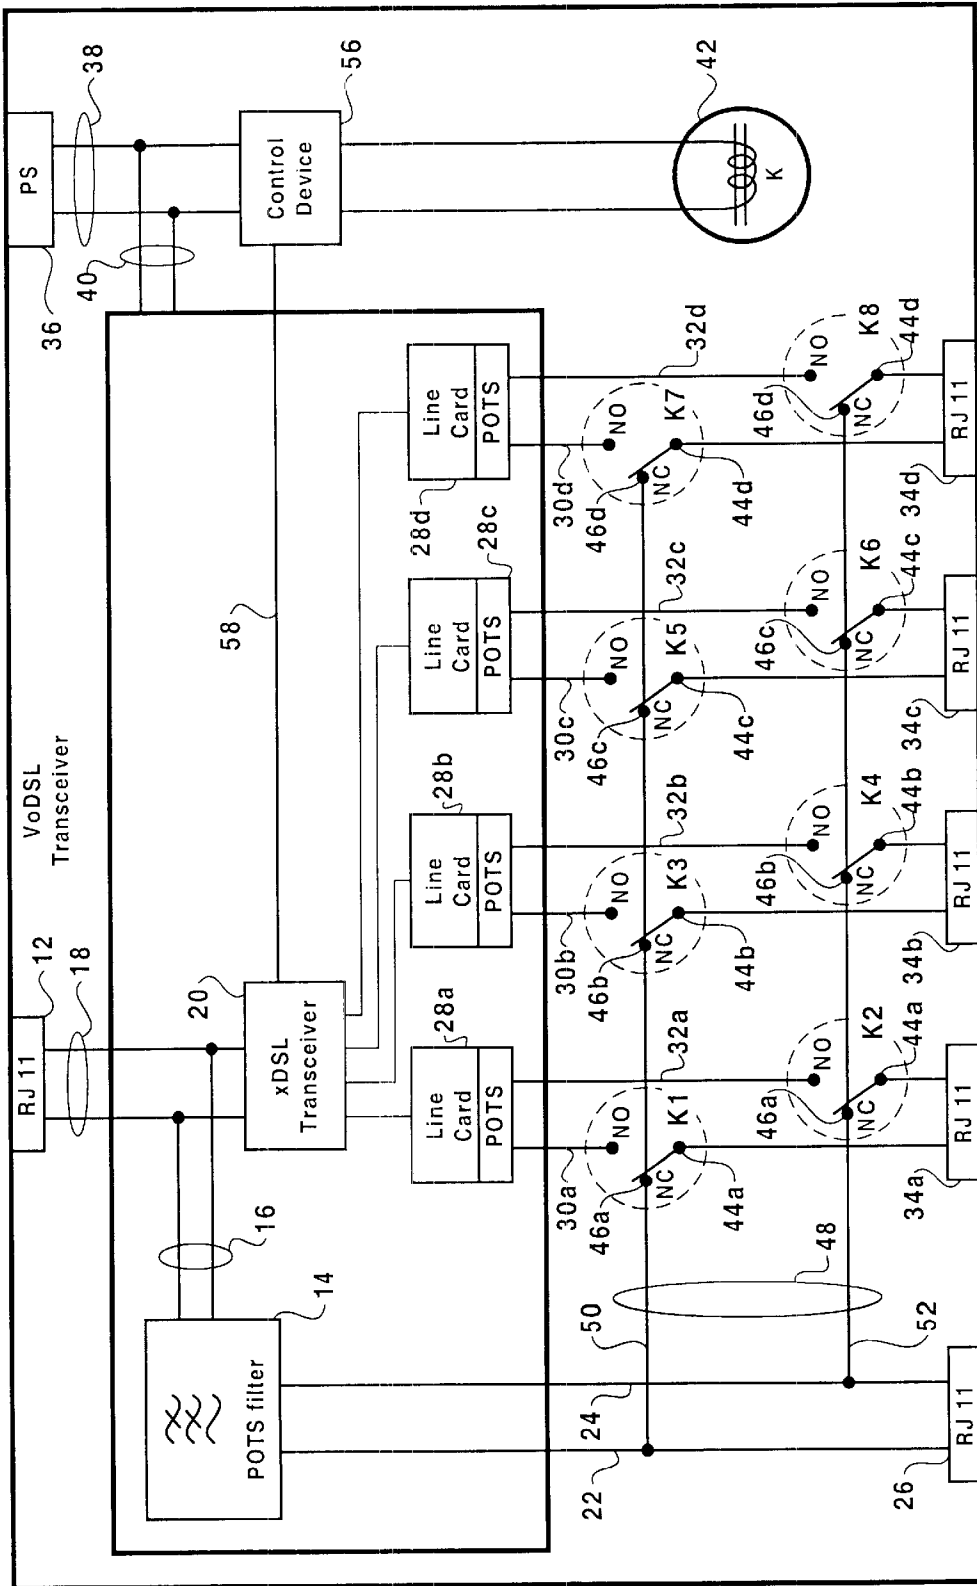 VoDSL
Transceiver
RJ 11
12
18
PS
36
38
40
20
xDSL
Transceiver
58
Control
Device
56
16
14
POTS filter
Line
Card
POTS
28a
Line
Card
POTS
28b
Line
Card
POTS
28c
Line
Card
POTS
28d
42
K
22
24
50
52
48
30a
32a
46a
NO
NC
K1
44a
46a
NO
NC
K2
44a
30b
32b
46b
NO
NC
K3
44b
46b
NO
NC
K4
44b
30c
32c
46c
NO
NC
K5
44c
46c
NO
NC
K6
44c
30d
32d
46d
NO
NC
K7
44d
46d
NO
NC
K8
44d
26
RJ 11
34a
RJ 11
34b
RJ 11
34c
RJ 11
34d
RJ 11